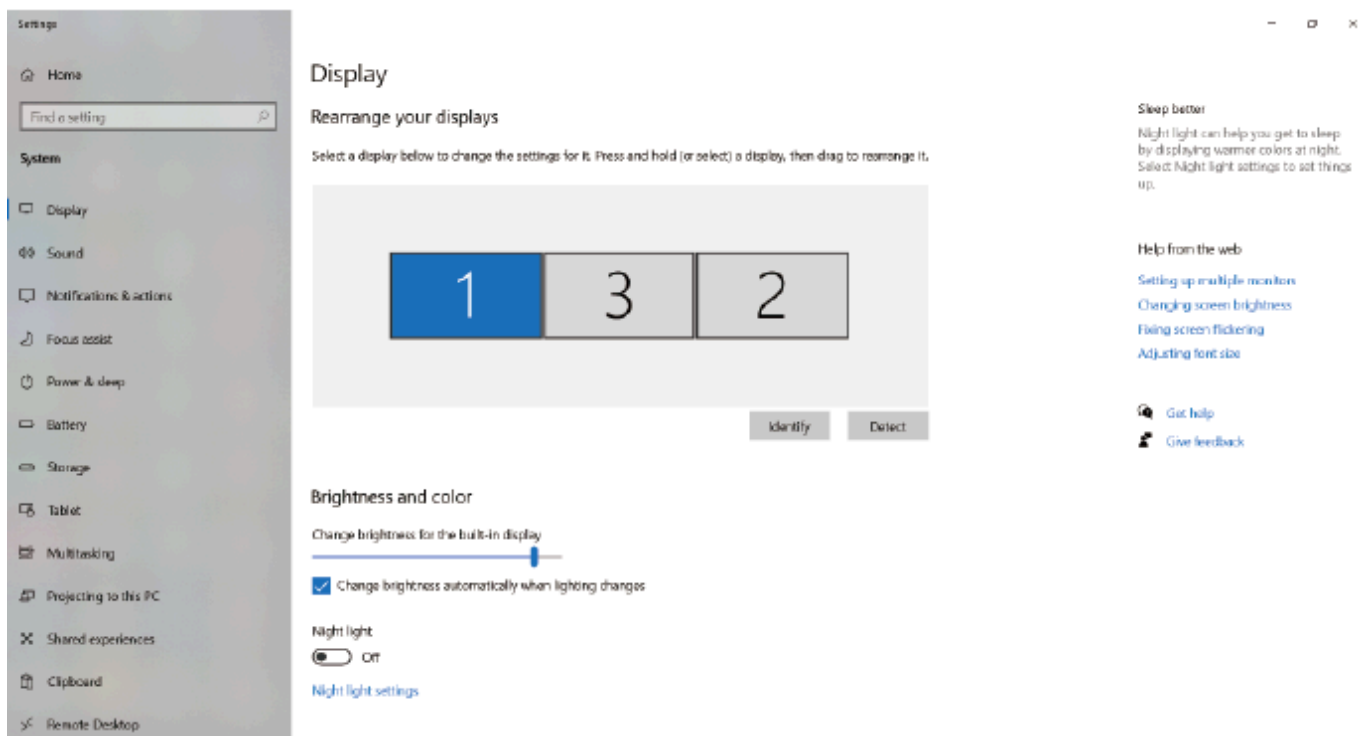 Settings
Home
Find a setting
System
Display
Sound
Notifications & actions
Focus assist
Power & sleep
Battery
Storage
Tablet
Multitasking
Projecting to this PC
Shared experiences
Clipboard
Remote Desktop
Display
Rearrange your displays
Select a display below to change the settings for it. Press and hold (or select) a display, then drag to rearrange it.
1 3 2
Identify Detect
Brightness and color
Change brightness for the built-in display
Change brightness automatically when lighting changes
Night light
Off
Night light settings
Sleep better
Night light can help you get to sleep
by displaying warmer colors at night.
Select Night light settings to set things
up.
Help from the web
Setting up multiple monitors
Changing screen brightness
Fixing screen flickering
Adjusting font size
Get help
Give feedback